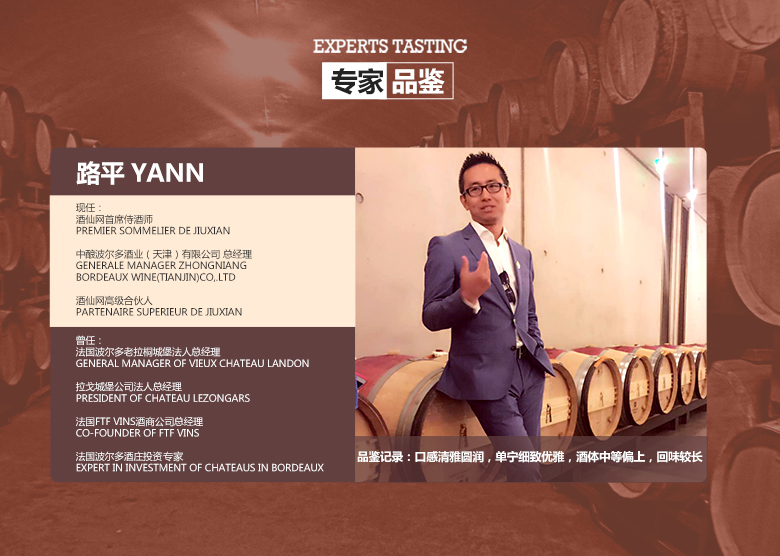 EXPERTS TASTING
专家品鉴
路平 YANN
现任：
酒仙网首席侍酒师
PREMIER SOMMELIER DE JIUXIAN
中酿波尔多酒业（天津）有限公司 总经理
GENERALE MANAGER ZHONGNIANG
BORDEAUX WINE(TIANJIN)CO,.LTD
酒仙网高级合伙人
PARTENAIRE SUPERIEUR DE JIUXIAN
曾任：
法国波尔多老拉桐城堡法人总经理
GENERAL MANAGER OF VIEUX CHATEAU LANDON
拉戈城堡公司法人总经理
PRESIDENT OF CHATEAU LEZONGARS
法国FTF VINS酒商公司总经理
CO-FOUNDER OF FTF VINS
法国波尔多酒庄投资专家
EXPERT IN INVESTMENT OF CHATEAUS IN BORDEAUX
品鉴记录：口感清雅圆润，单宁细致优雅，酒体中等偏上，回味较长